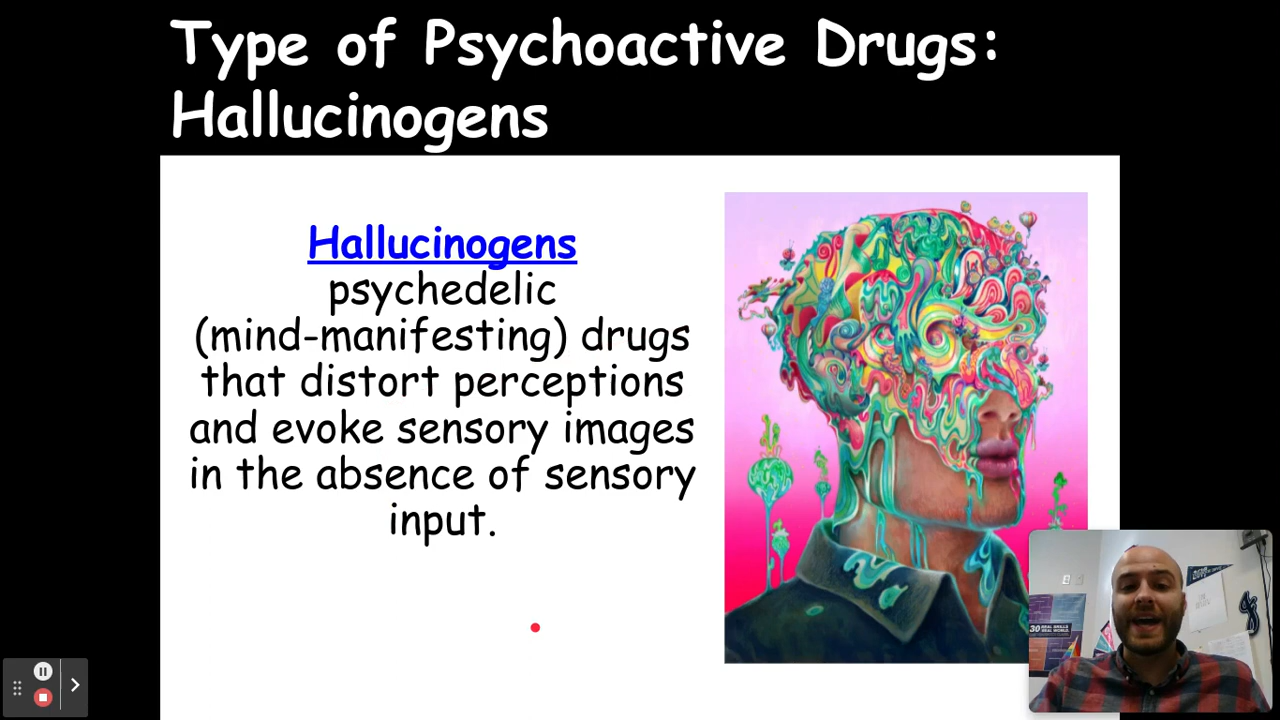 Type of Psychoactive Drugs:
Hallucinogens
Hallucinogens
psychedelic
(mind-manifesting) drugs
that distort perceptions
and evoke sensory images
in the absence of sensory
input.